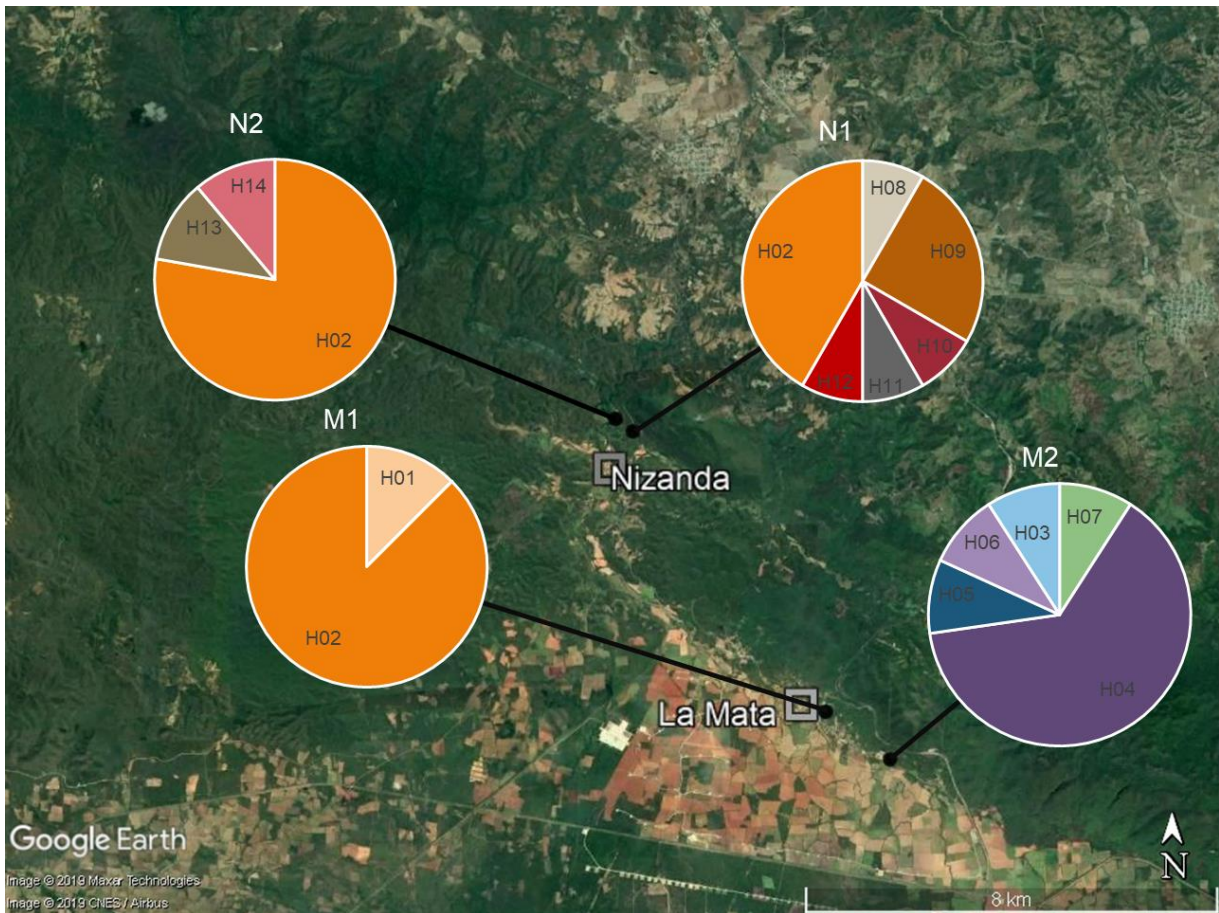 N2
N1
H14
H08
H13
H02
H09
H02
H10
H12
H11
M1
Nizanda
M2
H01
H07
H03
H06
H05
H02
H04
La Mata
Google Earth
N
Image © 2019 Maxar Technologies
Image © 2019 CNES / Airbus
8 km